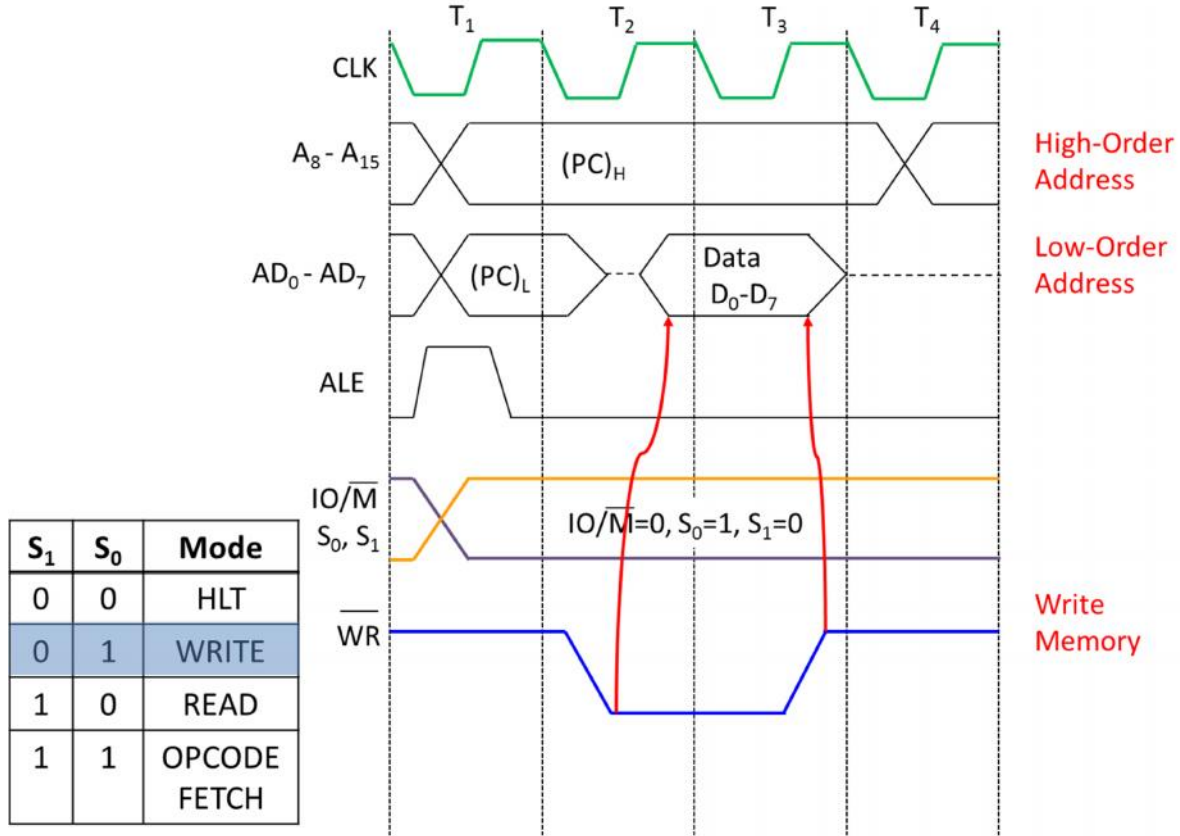 T₁ T₂ T₃ T₄
CLK
A₈ - A₁₅ (PC)H High-Order
Address
AD₀ - AD₇ (PC)L Data
D₀-D₇ Low-Order
Address
ALE
IO/M̅
S₀, S₁ IO/M̅=0, S₀=1, S₁=0
W̅R̅ Write
Memory
S₁ S₀ Mode
0 0 HLT
0 1 WRITE
1 0 READ
1 1 OPCODE
FETCH